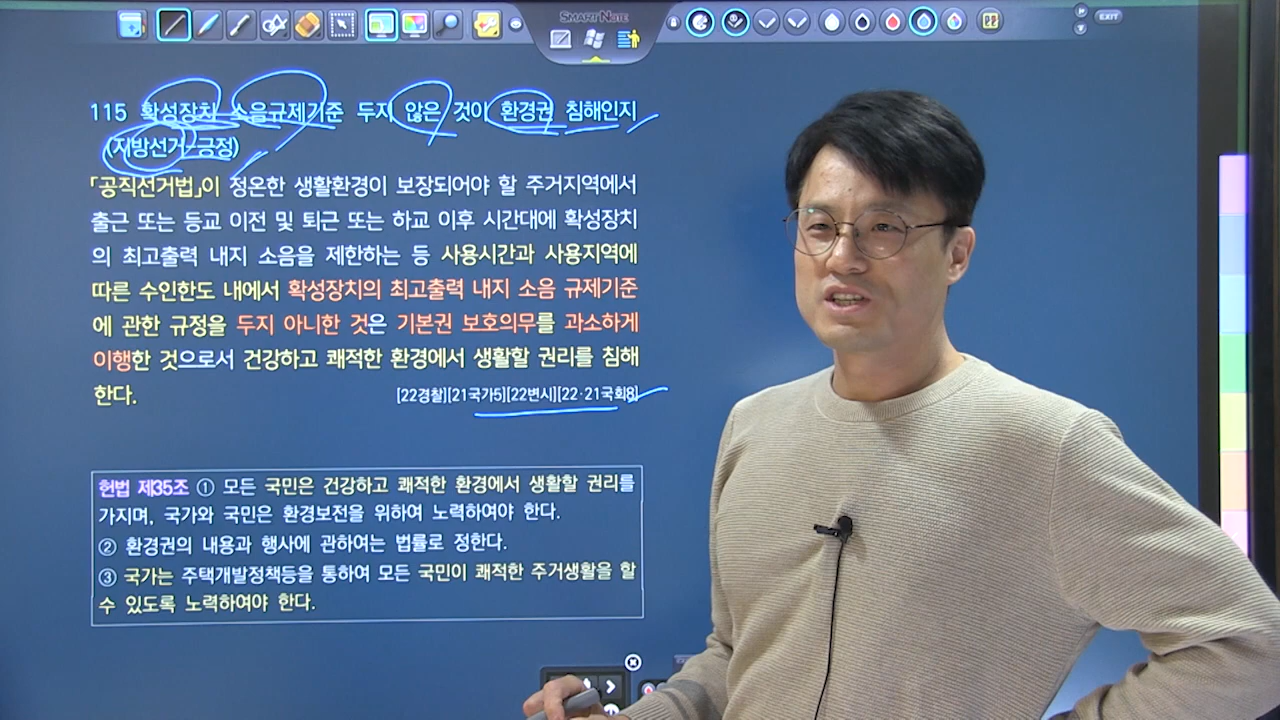 SMART NOTE
EXIT
115 확성장치 소음규제기준 두지 않은 것이 환경권 침해인지
(지방선거-긍정)
「공직선거법」이 정온한 생활환경이 보장되어야 할 주거지역에서
출근 또는 등교 이전 및 퇴근 또는 하교 이후 시간대에 확성장치
의 최고출력 내지 소음을 제한하는 등 사용시간과 사용지역에
따른 수인한도 내에서 확성장치의 최고출력 내지 소음 규제기준
에 관한 규정을 두지 아니한 것은 기본권 보호의무를 과소하게
이행한 것으로서 건강하고 쾌적한 환경에서 생활할 권리를 침해
한다.
[22경찰][21국가5][22변시][22·21국회8]
헌법 제35조 ① 모든 국민은 건강하고 쾌적한 환경에서 생활할 권리를
가지며, 국가와 국민은 환경보전을 위하여 노력하여야 한다.
② 환경권의 내용과 행사에 관하여는 법률로 정한다.
③ 국가는 주택개발정책등을 통하여 모든 국민이 쾌적한 주거생활을 할
수 있도록 노력하여야 한다.